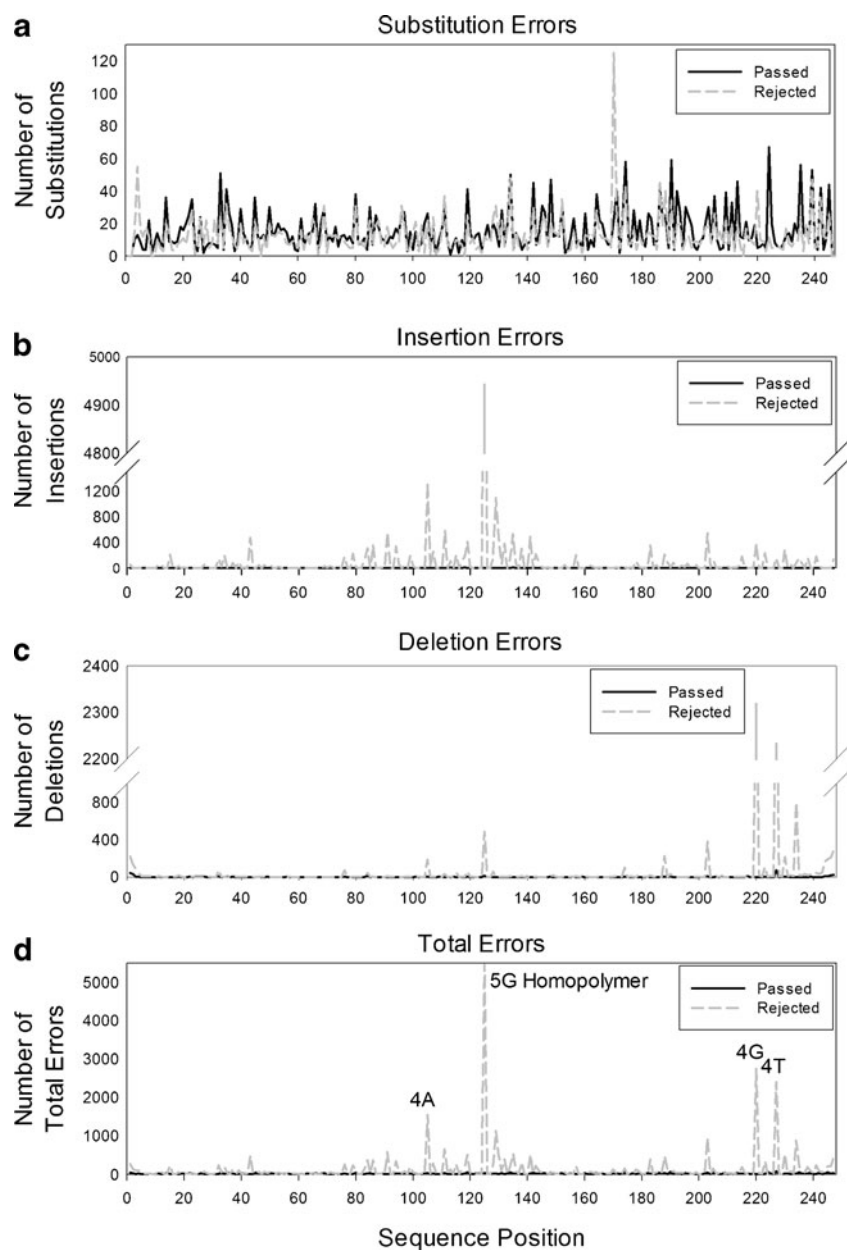 a
Substitution Errors
Number of
Substitutions
120
100
80
60
40
20
0
Passed
Rejected
0 20 40 60 80 100 120 140 160 180 200 220 240
b
Insertion Errors
Number of
Insertions
5000
4900
4800
1200
800
400
0
Passed
Rejected
0 20 40 60 80 100 120 140 160 180 200 220 240
c
Deletion Errors
Number of
Deletions
2400
2300
2200
800
400
0
Passed
Rejected
0 20 40 60 80 100 120 140 160 180 200 220 240
d
Total Errors
Number of
Total Errors
5000
4000
3000
2000
1000
0
5G Homopolymer
Passed
Rejected
4A
4G
4T
0 20 40 60 80 100 120 140 160 180 200 220 240
Sequence Position